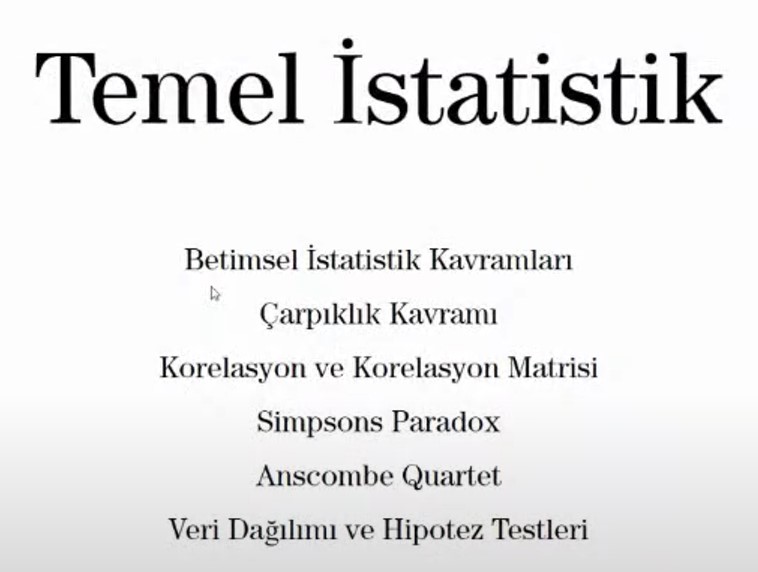 Temel İstatistik
Betimsel İstatistik Kavramları
Çarpıklık Kavramı
Korelasyon ve Korelasyon Matrisi
Simpsons Paradox
Anscombe Quartet
Veri Dağılımı ve Hipotez Testleri